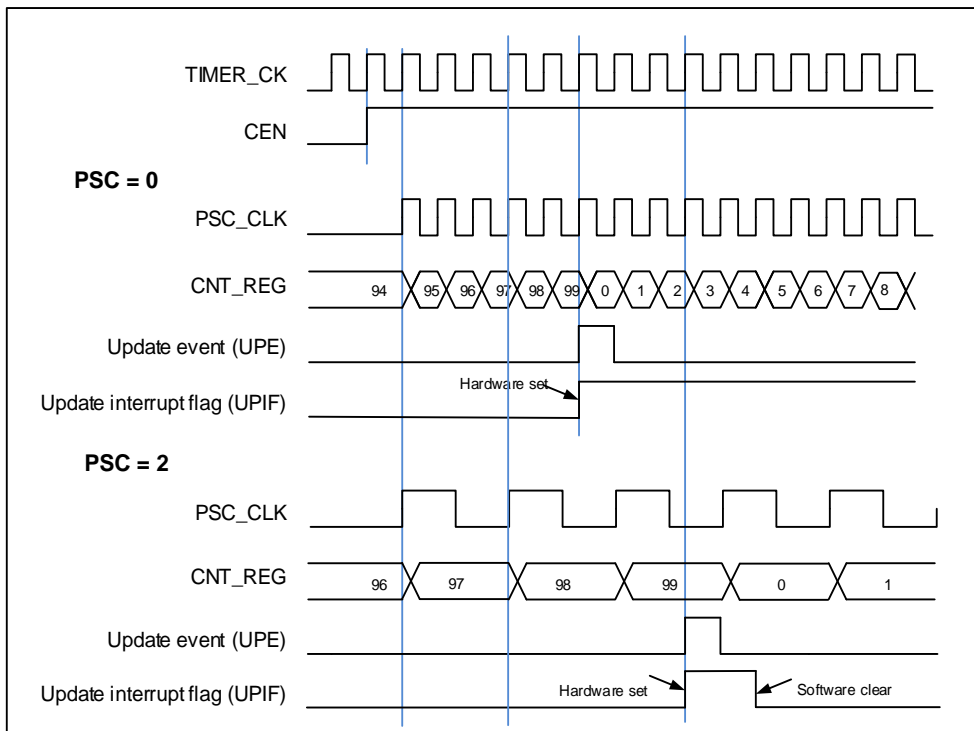 TIMER_CK
CEN
PSC = 0
PSC_CLK
CNT_REG 94 95 96 97 98 99 0 1 2 3 4 5 6 7 8
Update event (UPE)
Hardware set
Update interrupt flag (UPIF)
PSC = 2
PSC_CLK
CNT_REG 96 97 98 99 0 1
Update event (UPE)
Update interrupt flag (UPIF) Hardware set Software clear